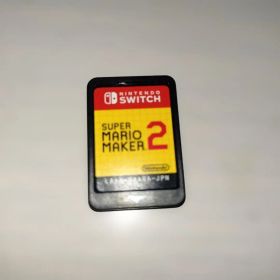 NINTENDO
SWITCH
SUPER
MARIO
MAKER 2
Nintendo